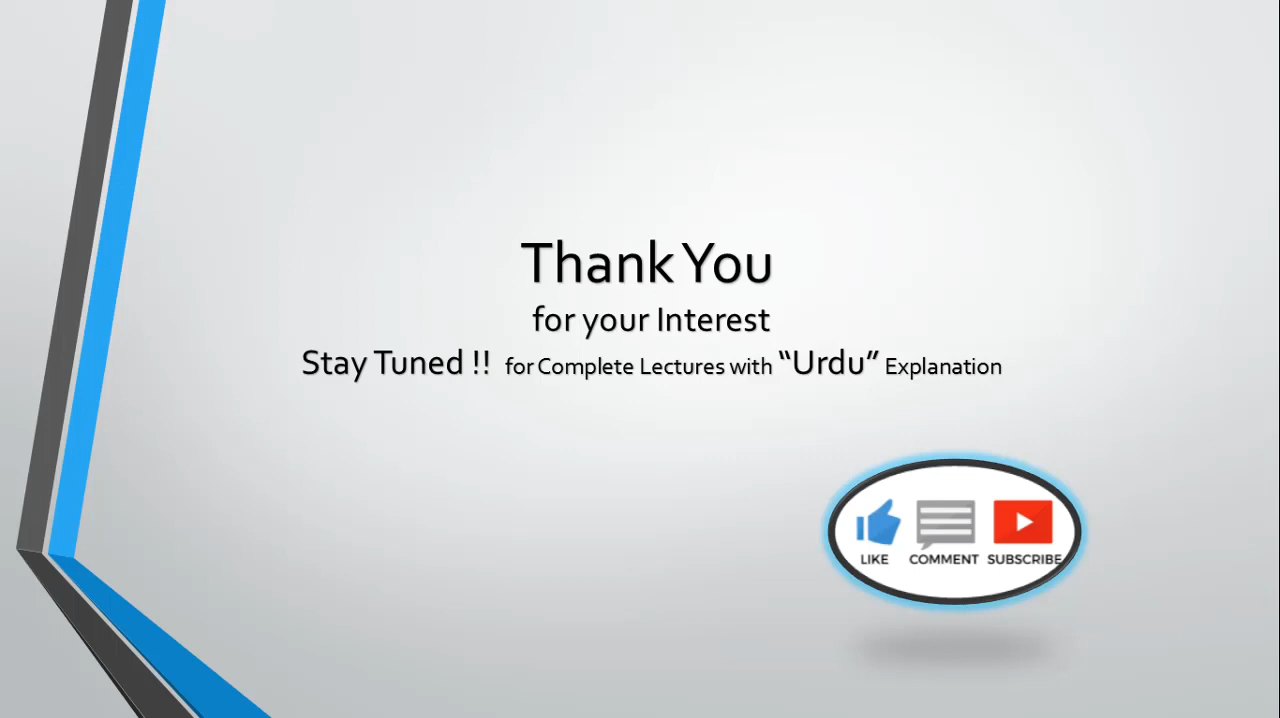 Thank You
for your Interest
Stay Tuned !! for Complete Lectures with “Urdu” Explanation
LIKE COMMENT SUBSCRIBE